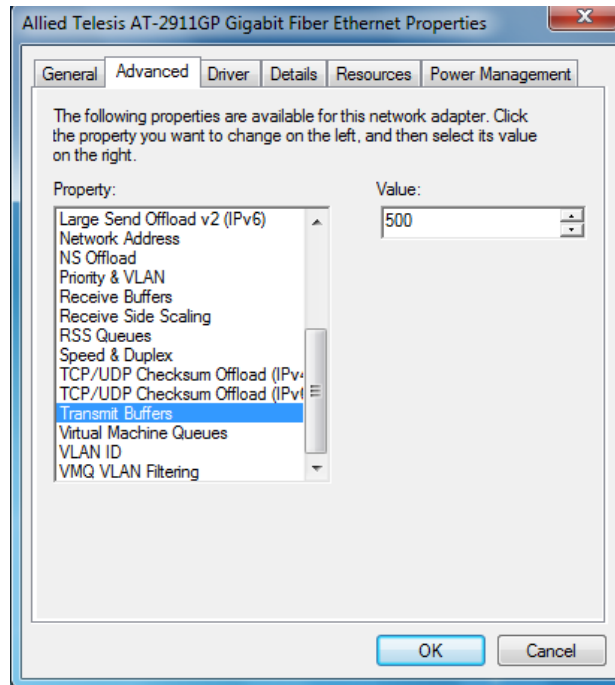 Allied Telesis AT-2911GP Gigabit Fiber Ethernet Properties
General Advanced Driver Details Resources Power Management
The following properties are available for this network adapter. Click
the property you want to change on the left, and then select its value
on the right.
Property:
Value:
Large Send Offload v2 (IPv6)
500
Network Address
NS Offload
Priority & VLAN
Receive Buffers
Receive Side Scaling
RSS Queues
Speed & Duplex
TCP/UDP Checksum Offload (IPv4
TCP/UDP Checksum Offload (IPv6
Transmit Buffers
Virtual Machine Queues
VLAN ID
VMQ VLAN Filtering
OK
Cancel